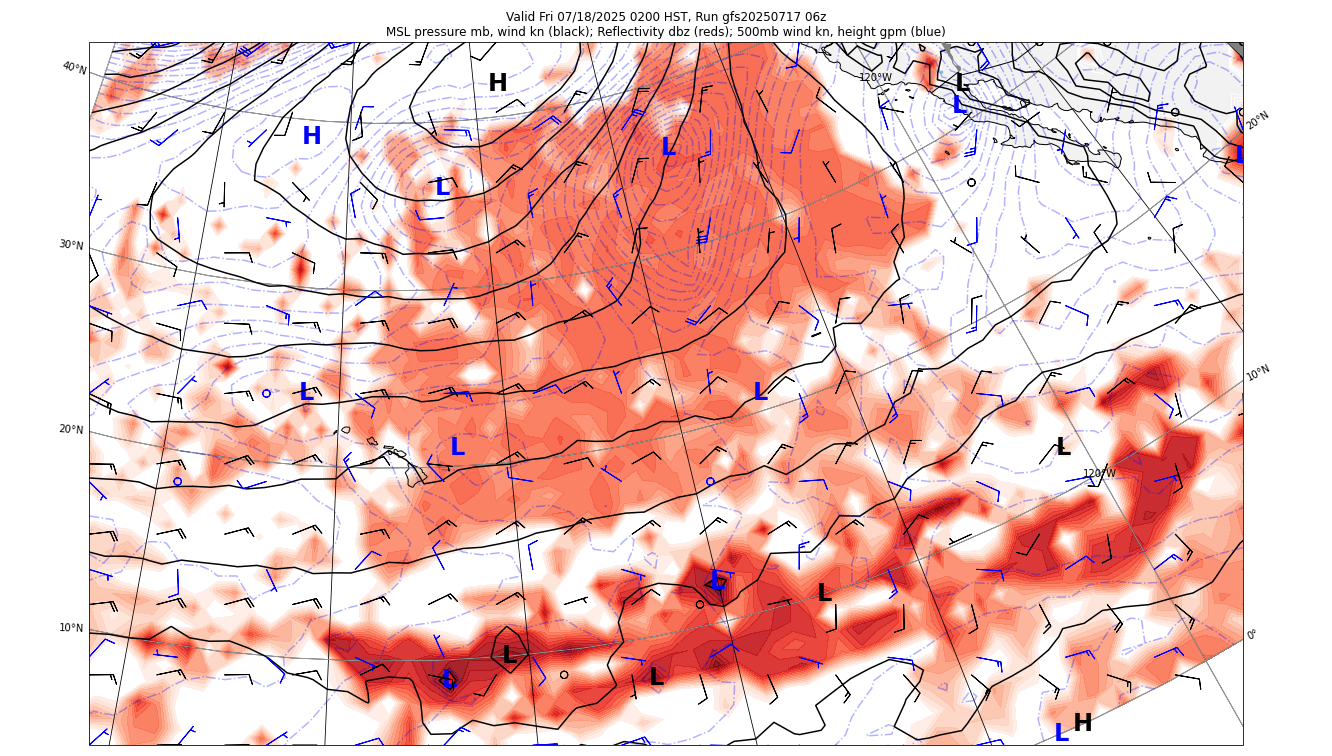 Valid Fri 07/18/2025 0200 HST, Run gfs20250717 06z
MSL pressure mb, wind kn (black); Reflectivity dbz (reds); 500mb wind kn, height gpm (blue)
40°N
H
120°W
L
L
20°N
H
L
L
L
30°N
10°N
L
L
20°N
L
L
120°W
L
L
10°N
0°
L
L
L
H
L